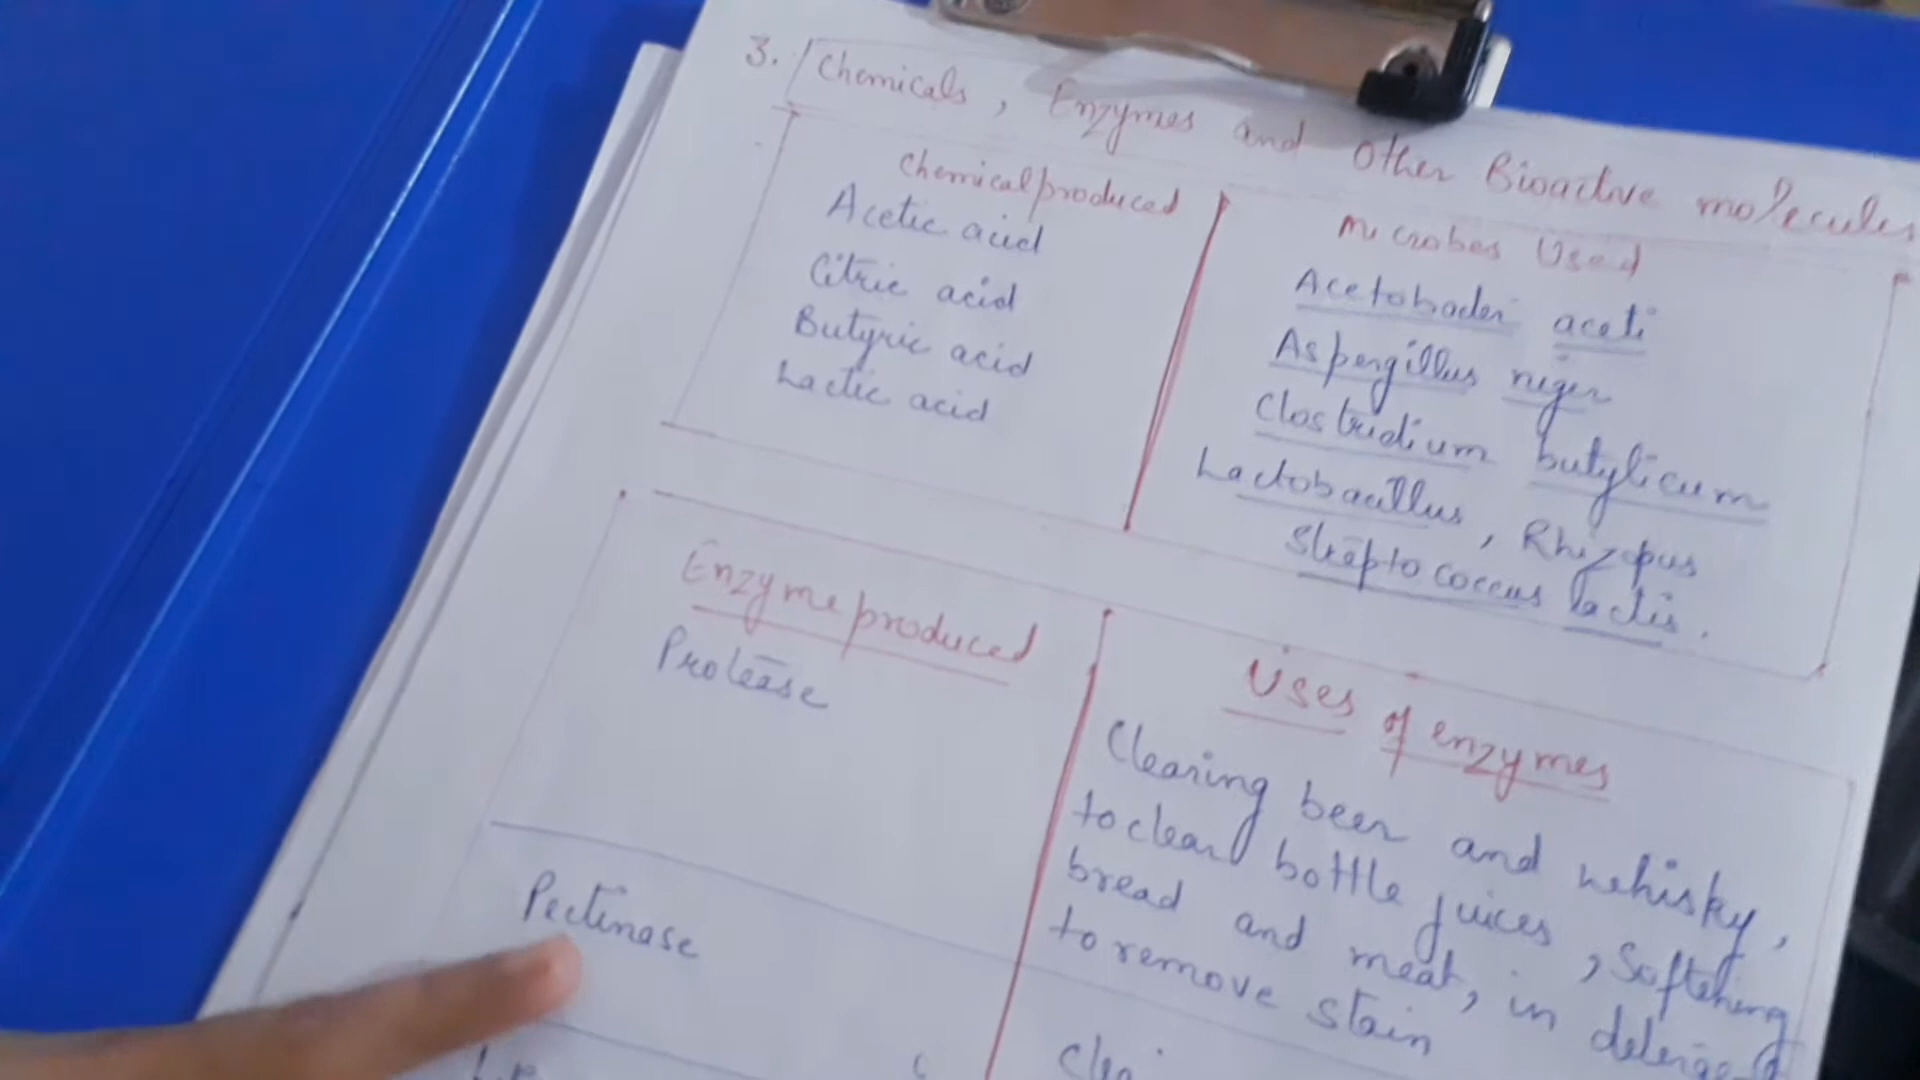 3. Chemicals, Enzymes and Other Bioactive molecules
Chemical produced
Microbes Used
Acetic acid
Acetobacter aceti
Citric acid
Aspergillus niger
Butyric acid
Clostridium butylicum
Lactic acid
Lactobacillus, Rhizopus
Streptococcus lactis.
Enzyme produced
Uses of enzymes
Protease
Clearing beer and whisky,
to clear bottle juices, Softening
bread and meat, in
to remove stain
Pectinase